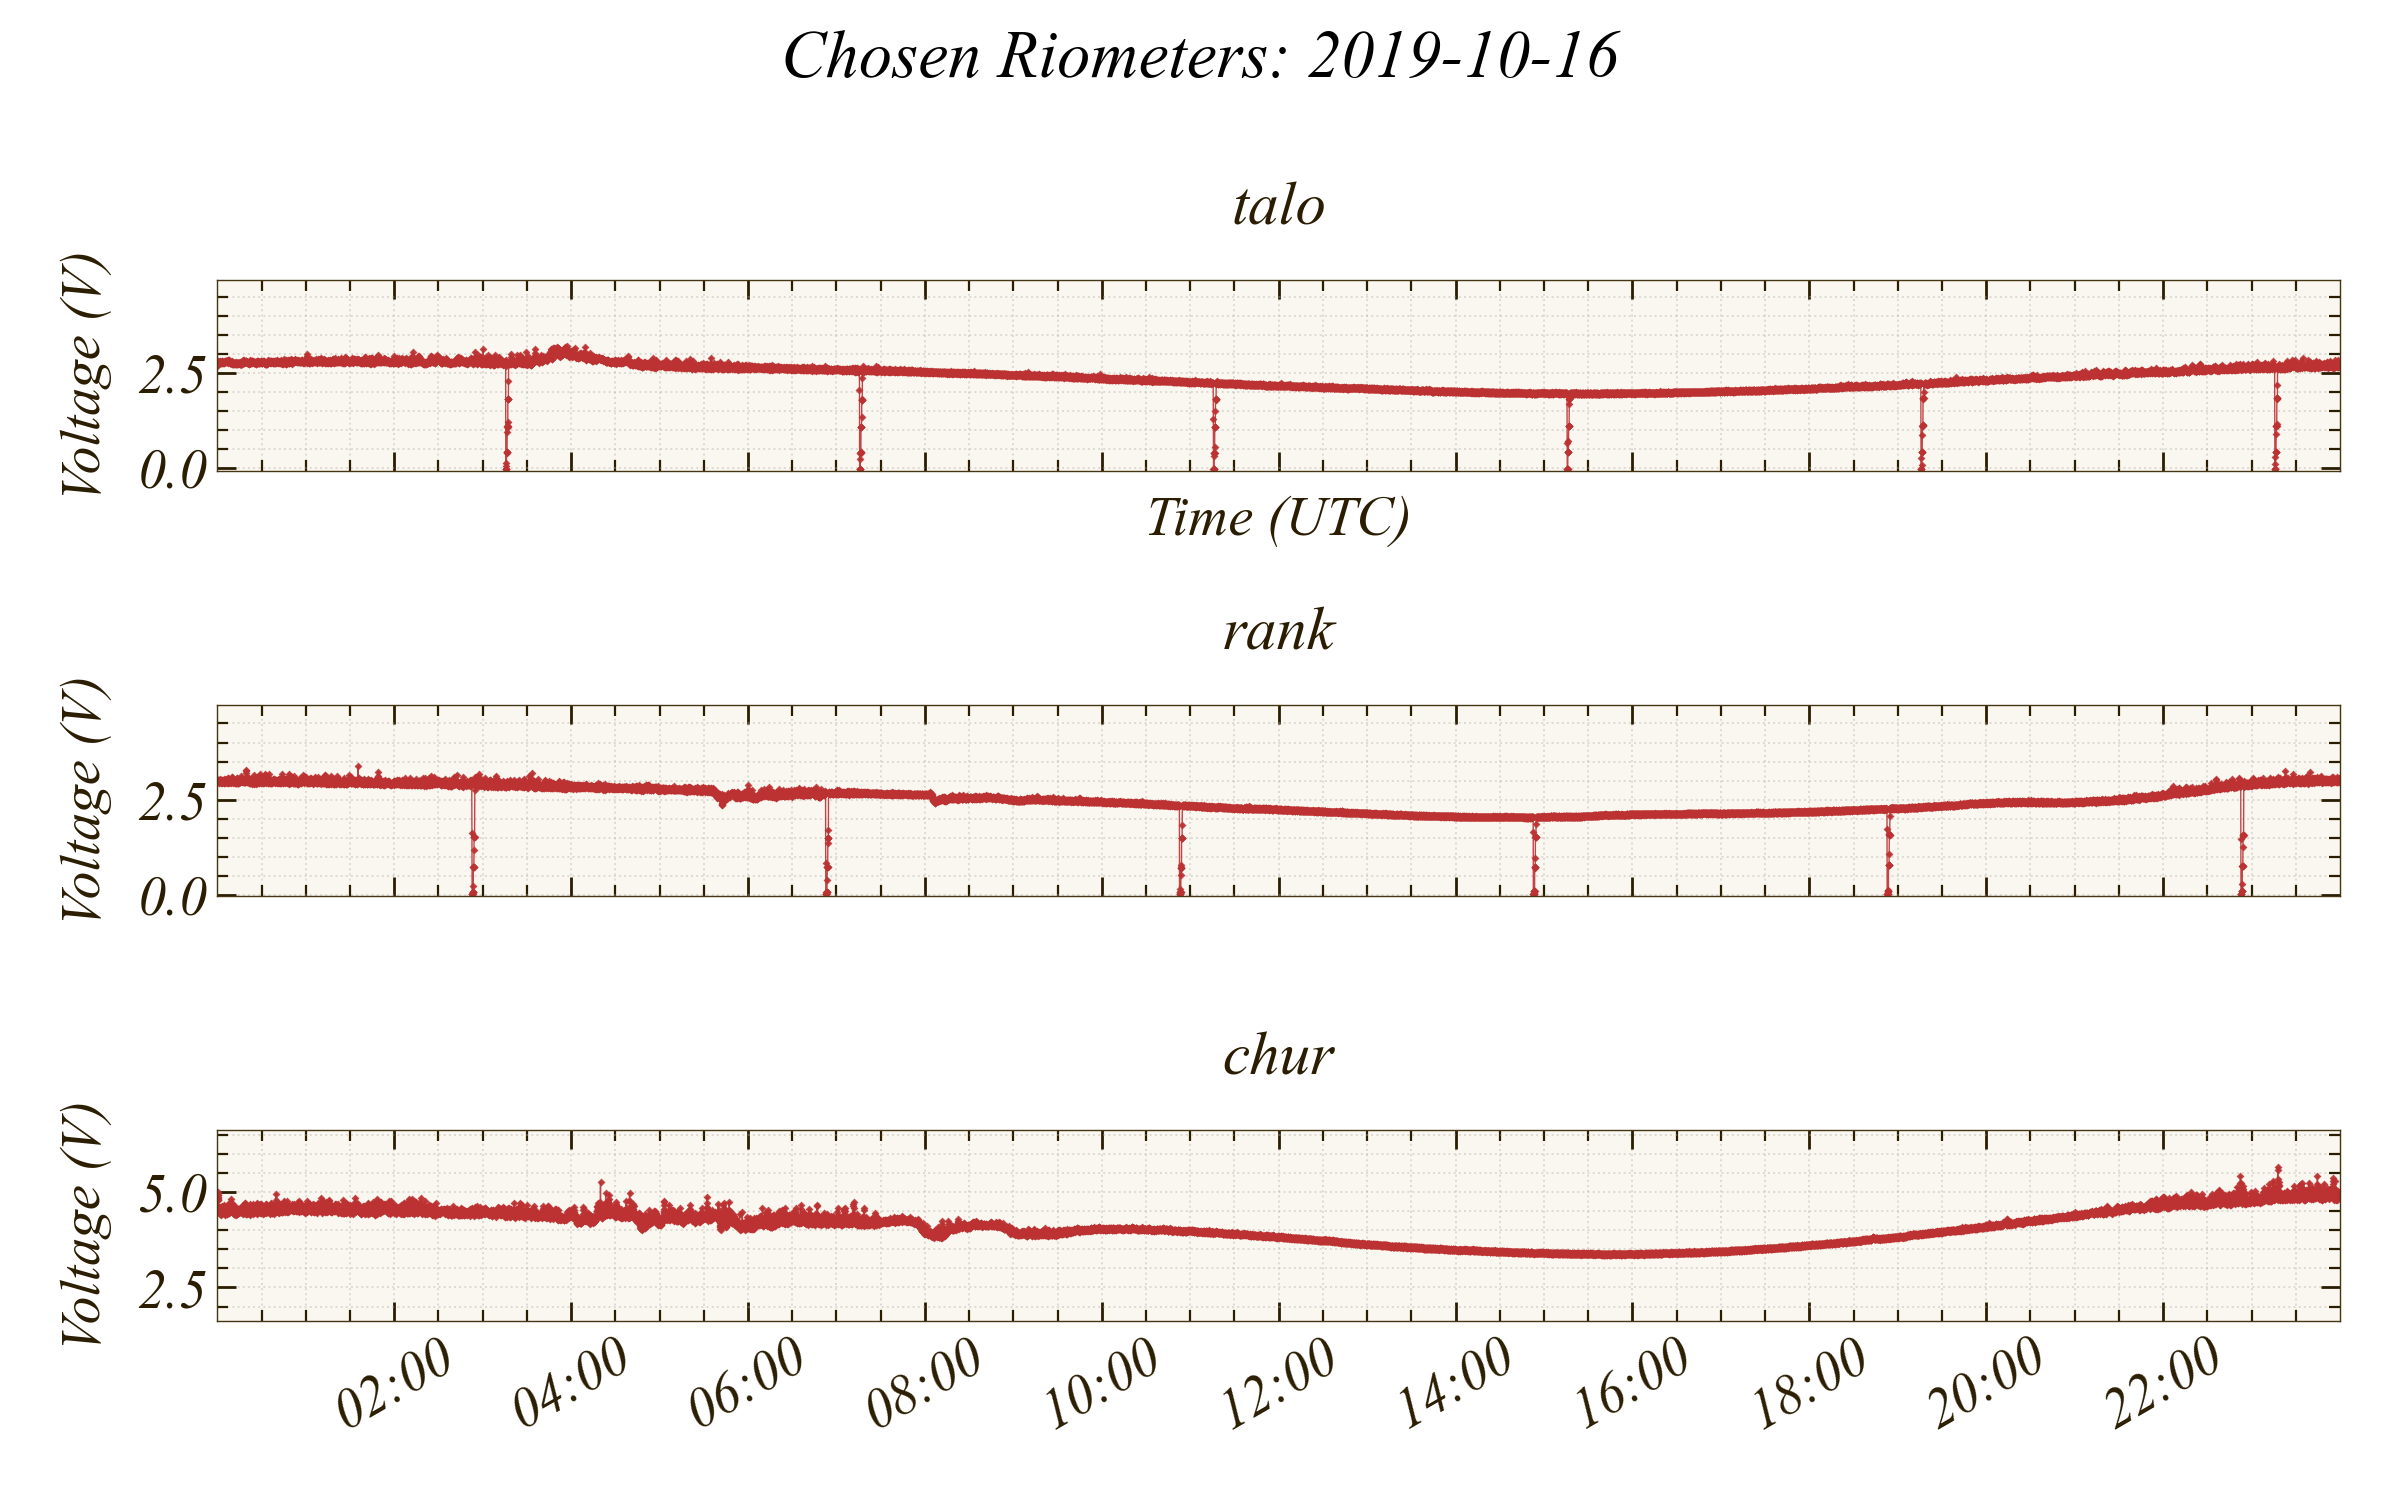 Chosen Riometers: 2019-10-16
talo
Voltage (V)
2.5
0.0
Time (UTC)
rank
Voltage (V)
2.5
0.0
chur
Voltage (V)
5.0
2.5
02:00 04:00 06:00 08:00 10:00 12:00 14:00 16:00 18:00 20:00 22:00